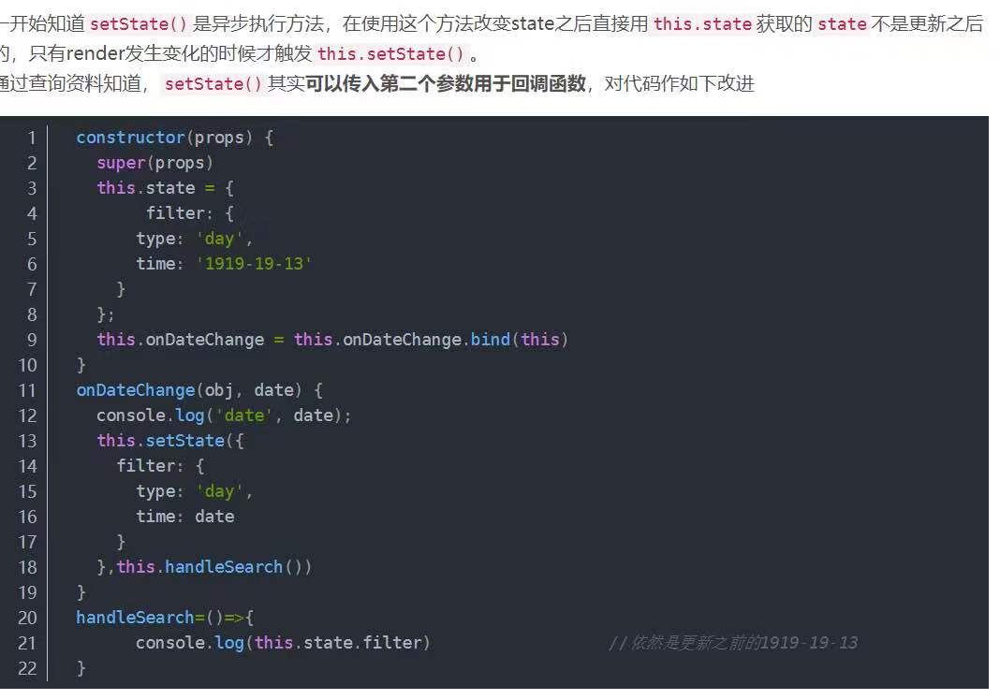 一开始知道 setState() 是异步执行方法，在使用这个方法改变state之后直接用 this.state 获取的 state 不是更新之后
的，只有render发生变化的时候才触发 this.setState() 。
通过查询资料知道， setState() 其实可以传入第二个参数用于回调函数，对代码作如下改进
1 constructor(props) {
2   super(props)
3   this.state = {
4        filter: {
5       type: 'day',
6       time: '1919-19-13'
7     }
8   };
9   this.onDateChange = this.onDateChange.bind(this)
10 }
11 onDateChange(obj, date) {
12   console.log('date', date);
13   this.setState({
14     filter: {
15       type: 'day',
16       time: date
17     }
18   },this.handleSearch())
19 }
20 handleSearch=()=>{
21       console.log(this.state.filter)                  //依然是更新之前的1919-19-13
22 }